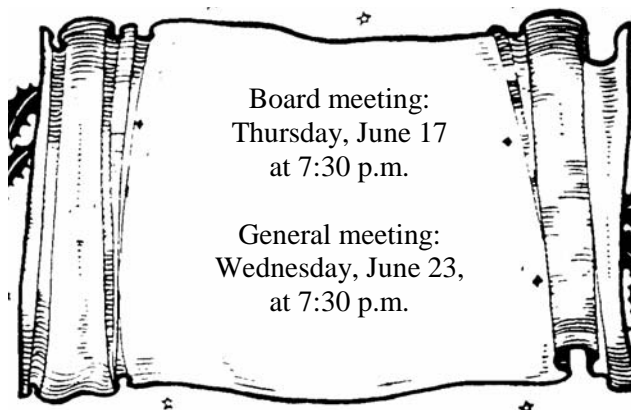 Board meeting:
Thursday, June 17
at 7:30 p.m.
General meeting:
Wednesday, June 23,
at 7:30 p.m.